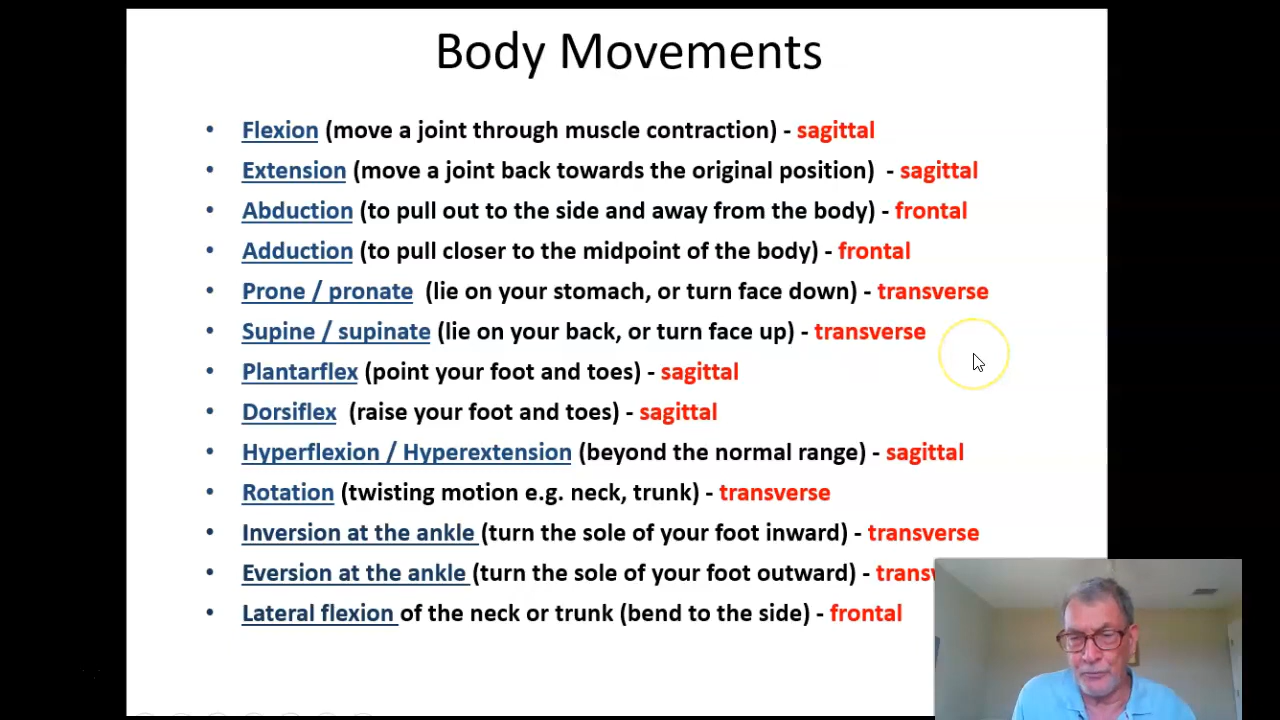 Body Movements
• Flexion (move a joint through muscle contraction) - sagittal
• Extension (move a joint back towards the original position) - sagittal
• Abduction (to pull out to the side and away from the body) - frontal
• Adduction (to pull closer to the midpoint of the body) - frontal
• Prone / pronate (lie on your stomach, or turn face down) - transverse
• Supine / supinate (lie on your back, or turn face up) - transverse
• Plantarflex (point your foot and toes) - sagittal
• Dorsiflex (raise your foot and toes) - sagittal
• Hyperflexion / Hyperextension (beyond the normal range) - sagittal
• Rotation (twisting motion e.g. neck, trunk) - transverse
• Inversion at the ankle (turn the sole of your foot inward) - transverse
• Eversion at the ankle (turn the sole of your foot outward) -
• Lateral flexion of the neck or trunk (bend to the side) - frontal